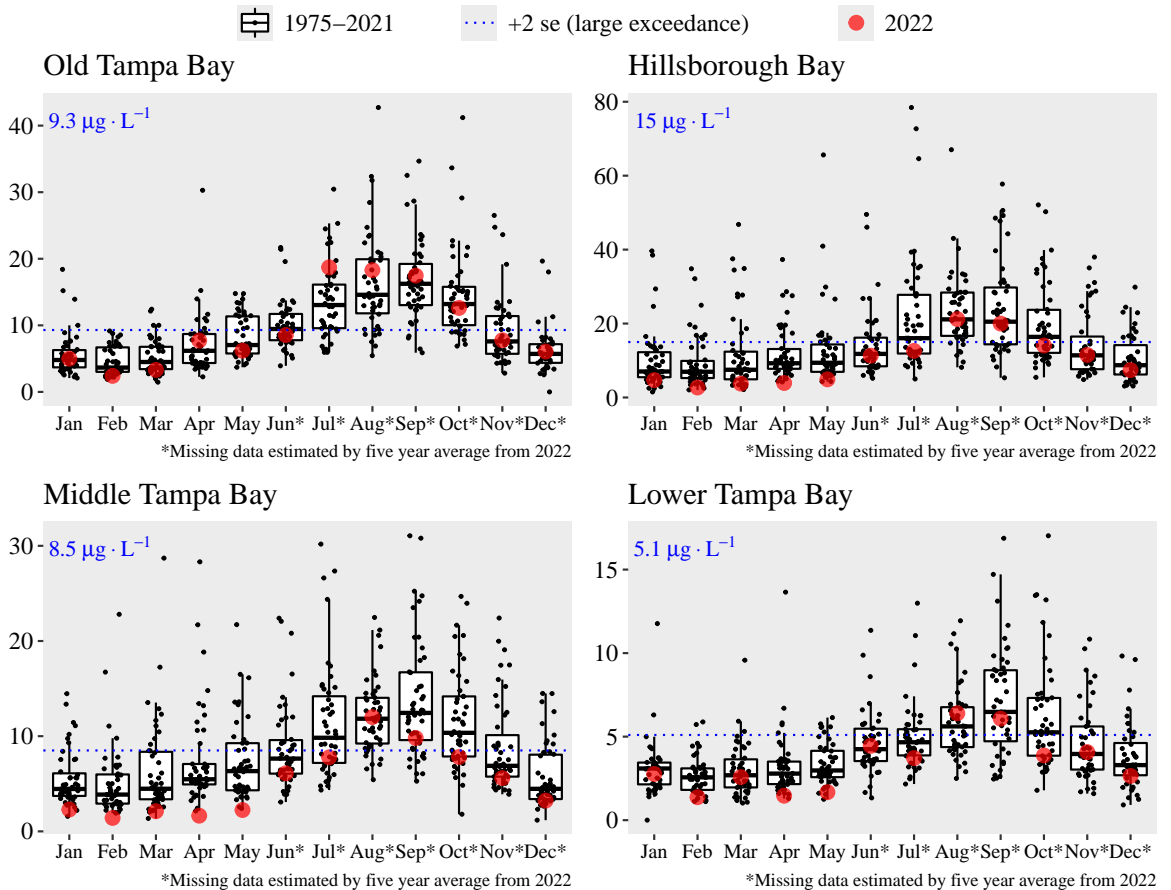 1975–2021 +2 se (large exceedance) 2022
Old Tampa Bay
9.3 μg · L⁻¹
40
30
20
10
0
Jan Feb Mar Apr May Jun* Jul* Aug* Sep* Oct* Nov* Dec*
*Missing data estimated by five year average from 2022
Hillsborough Bay
15 μg · L⁻¹
80
60
40
20
0
Jan Feb Mar Apr May Jun* Jul* Aug* Sep* Oct* Nov* Dec*
*Missing data estimated by five year average from 2022
Middle Tampa Bay
8.5 μg · L⁻¹
30
20
10
0
Jan Feb Mar Apr May Jun* Jul* Aug* Sep* Oct* Nov* Dec*
*Missing data estimated by five year average from 2022
Lower Tampa Bay
5.1 μg · L⁻¹
15
10
5
0
Jan Feb Mar Apr May Jun* Jul* Aug* Sep* Oct* Nov* Dec*
*Missing data estimated by five year average from 2022